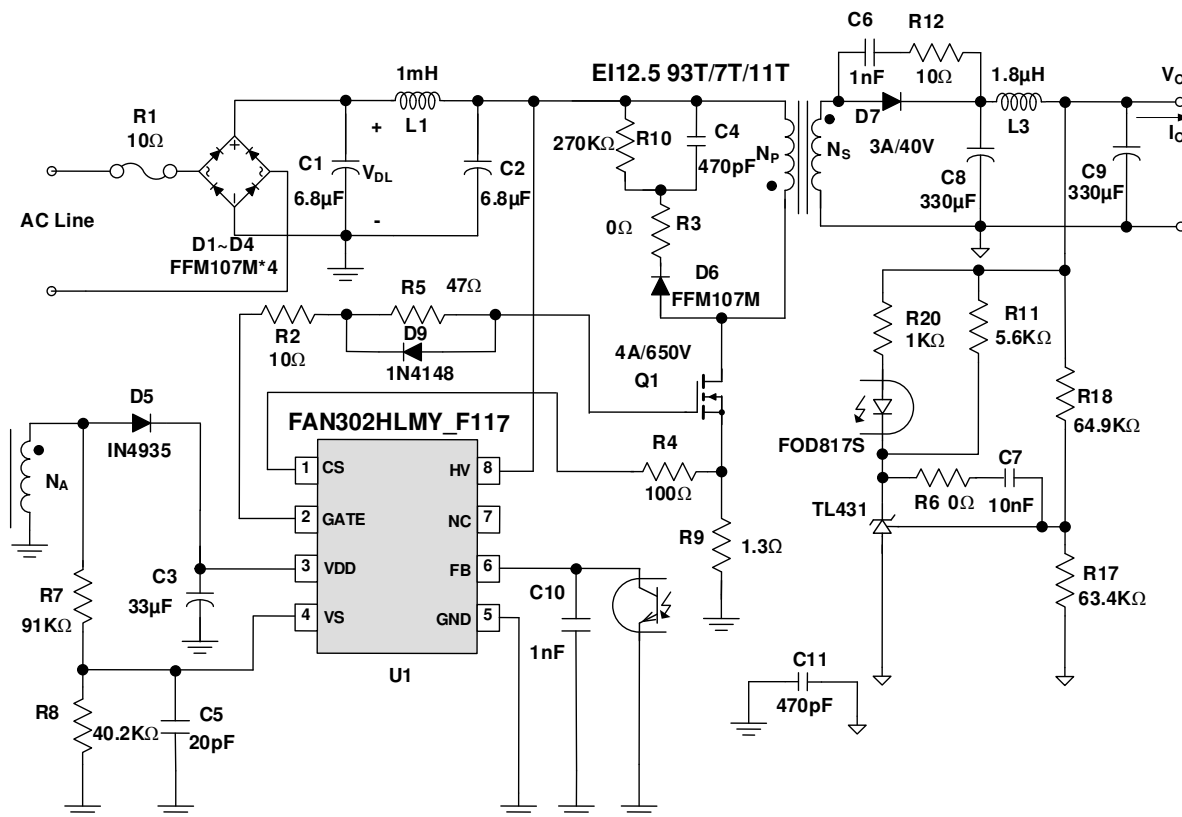 C6
R12
1nF
10Ω
EI12.5 93T/7T/11T
1mH
L1
1.8µH
L3
D7
3A/40V
R1
10Ω
+
C1
VDL
6.8µF
-
C2
6.8µF
270KΩ
R10
C4
470pF
NP
NS
C8
330µF
C9
330µF
IO
AC Line
D1~D4
FFM107M*4
R3
0Ω
D6
FFM107M
R5
47Ω
R2
10Ω
D9
1N4148
4A/650V
Q1
R20
1KΩ
R11
5.6KΩ
R18
64.9KΩ
D5
IN4935
FAN302HLMY_F117
NA
1
CS
HV
8
2
GATE
NC
7
3
VDD
FB
6
4
VS
GND
5
U1
R4
100Ω
R9
1.3Ω
FOD817S
R6 0Ω
C7
10nF
TL431
R17
63.4KΩ
C3
33µF
R7
91KΩ
C10
1nF
R8
40.2KΩ
C5
20pF
C11
470pF